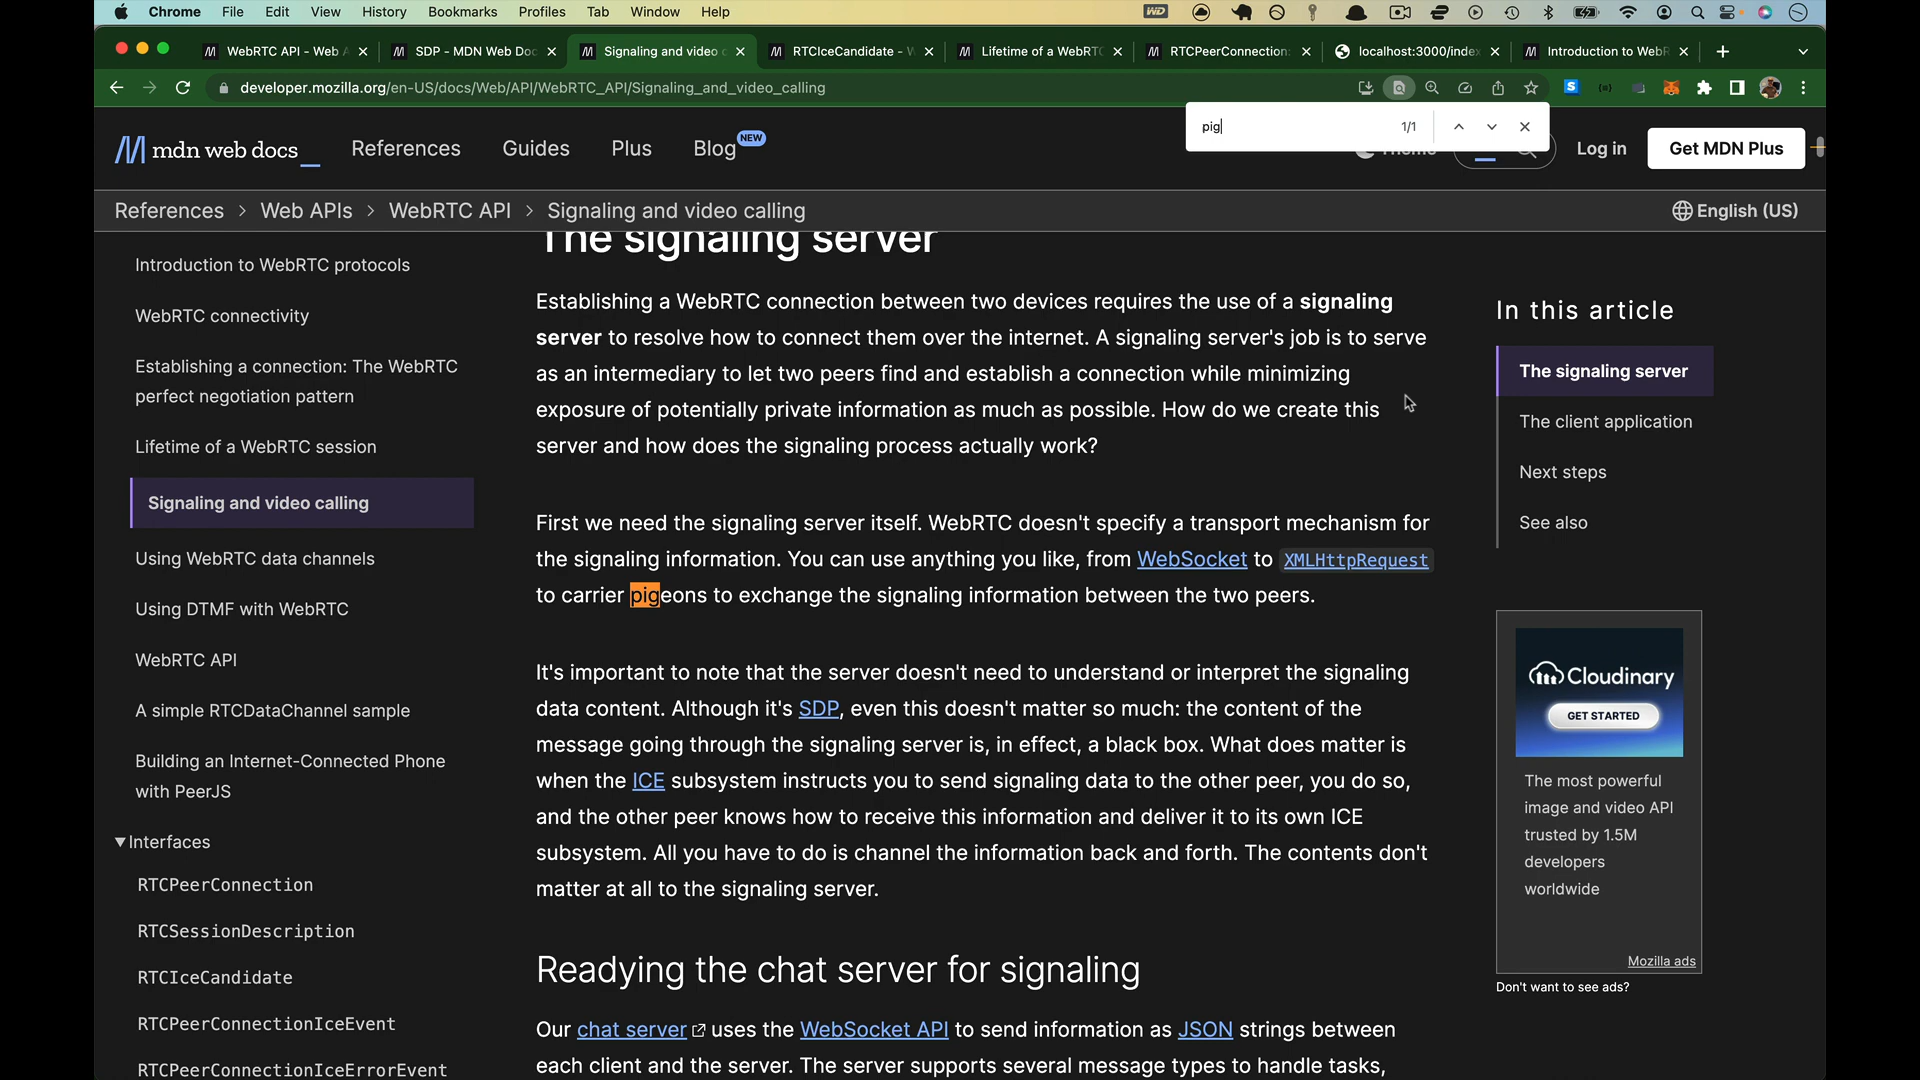 Chrome File Edit View History Bookmarks Profiles Tab Window Help
WebRTC API - Web A
SDP - MDN Web Doc
Signaling and video c
RTCIceCandidate - W
Lifetime of a WebRTC
RTCPeerConnection:
localhost:3000/index
Introduction to WebR
developer.mozilla.org/en-US/docs/Web/API/WebRTC_API/Signaling_and_video_calling
pig 1/1
mdn web docs_ References Guides Plus Blog NEW Theme Log in Get MDN Plus
References > Web APIs > WebRTC API > Signaling and video calling English (US)
Introduction to WebRTC protocols
WebRTC connectivity
Establishing a connection: The WebRTC
perfect negotiation pattern
Lifetime of a WebRTC session
Signaling and video calling
Using WebRTC data channels
Using DTMF with WebRTC
WebRTC API
A simple RTCDataChannel sample
Building an Internet-Connected Phone
with PeerJS
▼Interfaces
RTCPeerConnection
RTCSessionDescription
RTCIceCandidate
RTCPeerConnectionIceEvent
RTCPeerConnectionIceErrorEvent
The signaling server
Establishing a WebRTC connection between two devices requires the use of a signaling
server to resolve how to connect them over the internet. A signaling server's job is to serve
as an intermediary to let two peers find and establish a connection while minimizing
exposure of potentially private information as much as possible. How do we create this
server and how does the signaling process actually work?
First we need the signaling server itself. WebRTC doesn't specify a transport mechanism for
the signaling information. You can use anything you like, from WebSocket to XMLHttpRequest
to carrier pigeons to exchange the signaling information between the two peers.
It's important to note that the server doesn't need to understand or interpret the signaling
data content. Although it's SDP, even this doesn't matter so much: the content of the
message going through the signaling server is, in effect, a black box. What does matter is
when the ICE subsystem instructs you to send signaling data to the other peer, you do so,
and the other peer knows how to receive this information and deliver it to its own ICE
subsystem. All you have to do is channel the information back and forth. The contents don't
matter at all to the signaling server.
Readying the chat server for signaling
Our chat server uses the WebSocket API to send information as JSON strings between
each client and the server. The server supports several message types to handle tasks,
In this article
The signaling server
The client application
Next steps
See also
Cloudinary
GET STARTED
The most powerful
image and video API
trusted by 1.5M
developers
worldwide
Mozilla ads
Don't want to see ads?